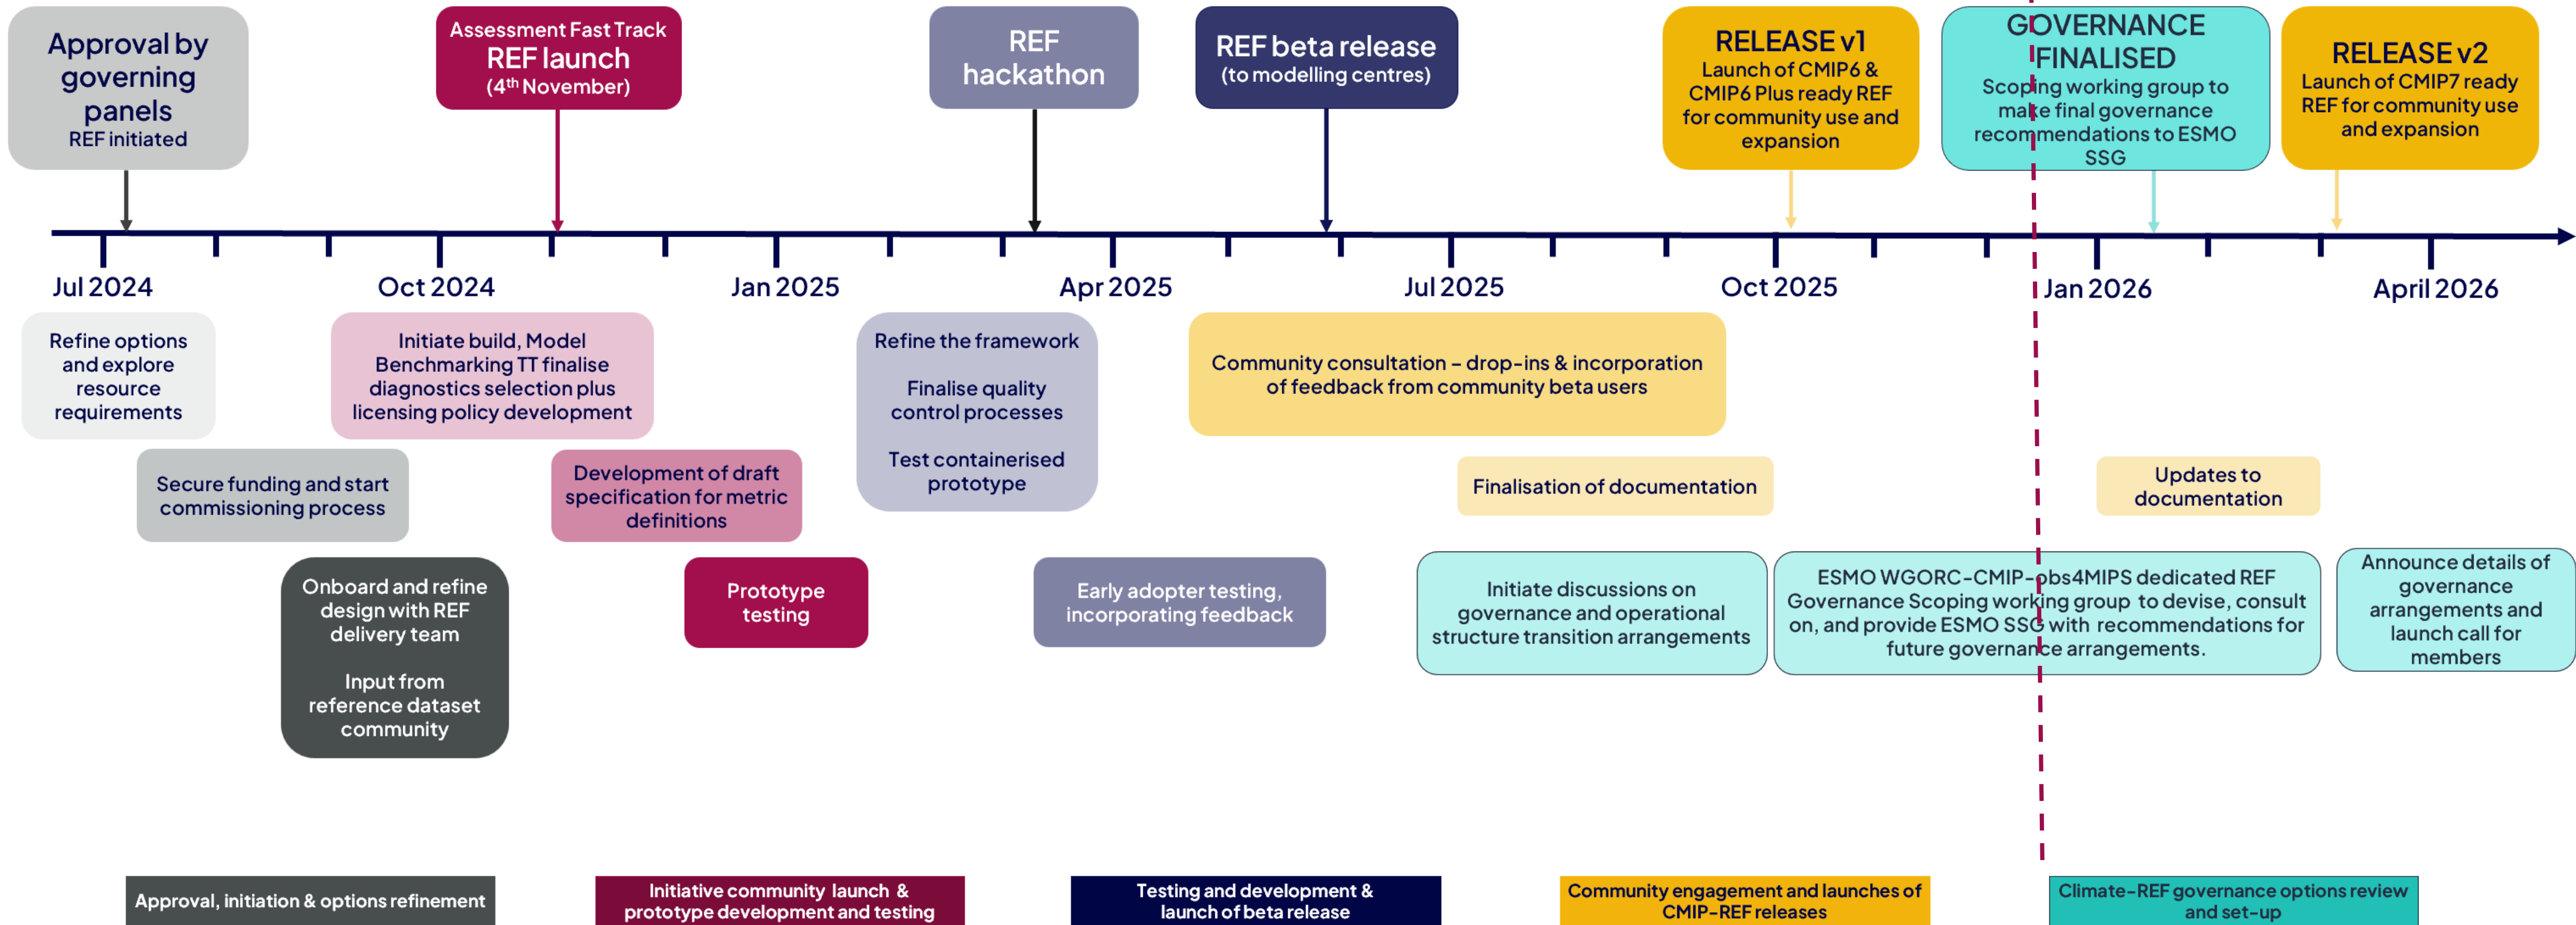 Approval by
governing
panels
REF initiated
Assessment Fast Track
REF launch
(4th November)
REF
hackathon
REF beta release
(to modelling centres)
RELEASE v1
Launch of CMIP6 &
CMIP6 Plus ready REF
for community use and
expansion
GOVERNANCE
FINALISED
Scoping working group to
make final governance
recommendations to ESMO
SSG
RELEASE v2
Launch of CMIP7 ready
REF for community use
and expansion
Jul 2024
Oct 2024
Jan 2025
Apr 2025
Jul 2025
Oct 2025
Jan 2026
April 2026
Refine options
and explore
resource
requirements
Initiate build, Model
Benchmarking TT finalise
diagnostics selection plus
licensing policy development
Refine the framework
Finalise quality
control processes
Test containerised
prototype
Community consultation – drop-ins & incorporation
of feedback from community beta users
Secure funding and start
commissioning process
Development of draft
specification for metric
definitions
Finalisation of documentation
Updates to
documentation
Onboard and refine
design with REF
delivery team
Input from
reference dataset
community
Prototype
testing
Early adopter testing,
incorporating feedback
Initiate discussions on
governance and operational
structure transition arrangements
ESMO WGORC-CMIP-obs4MIPS dedicated REF
Governance Scoping working group to devise, consult
on, and provide ESMO SSG with recommendations for
future governance arrangements.
Announce details of
governance
arrangements and
launch call for
members
Approval, initiation & options refinement
Initiative community launch &
prototype development and testing
Testing and development &
launch of beta release
Community engagement and launches of
CMIP-REF releases
Climate-REF governance options review
and set-up